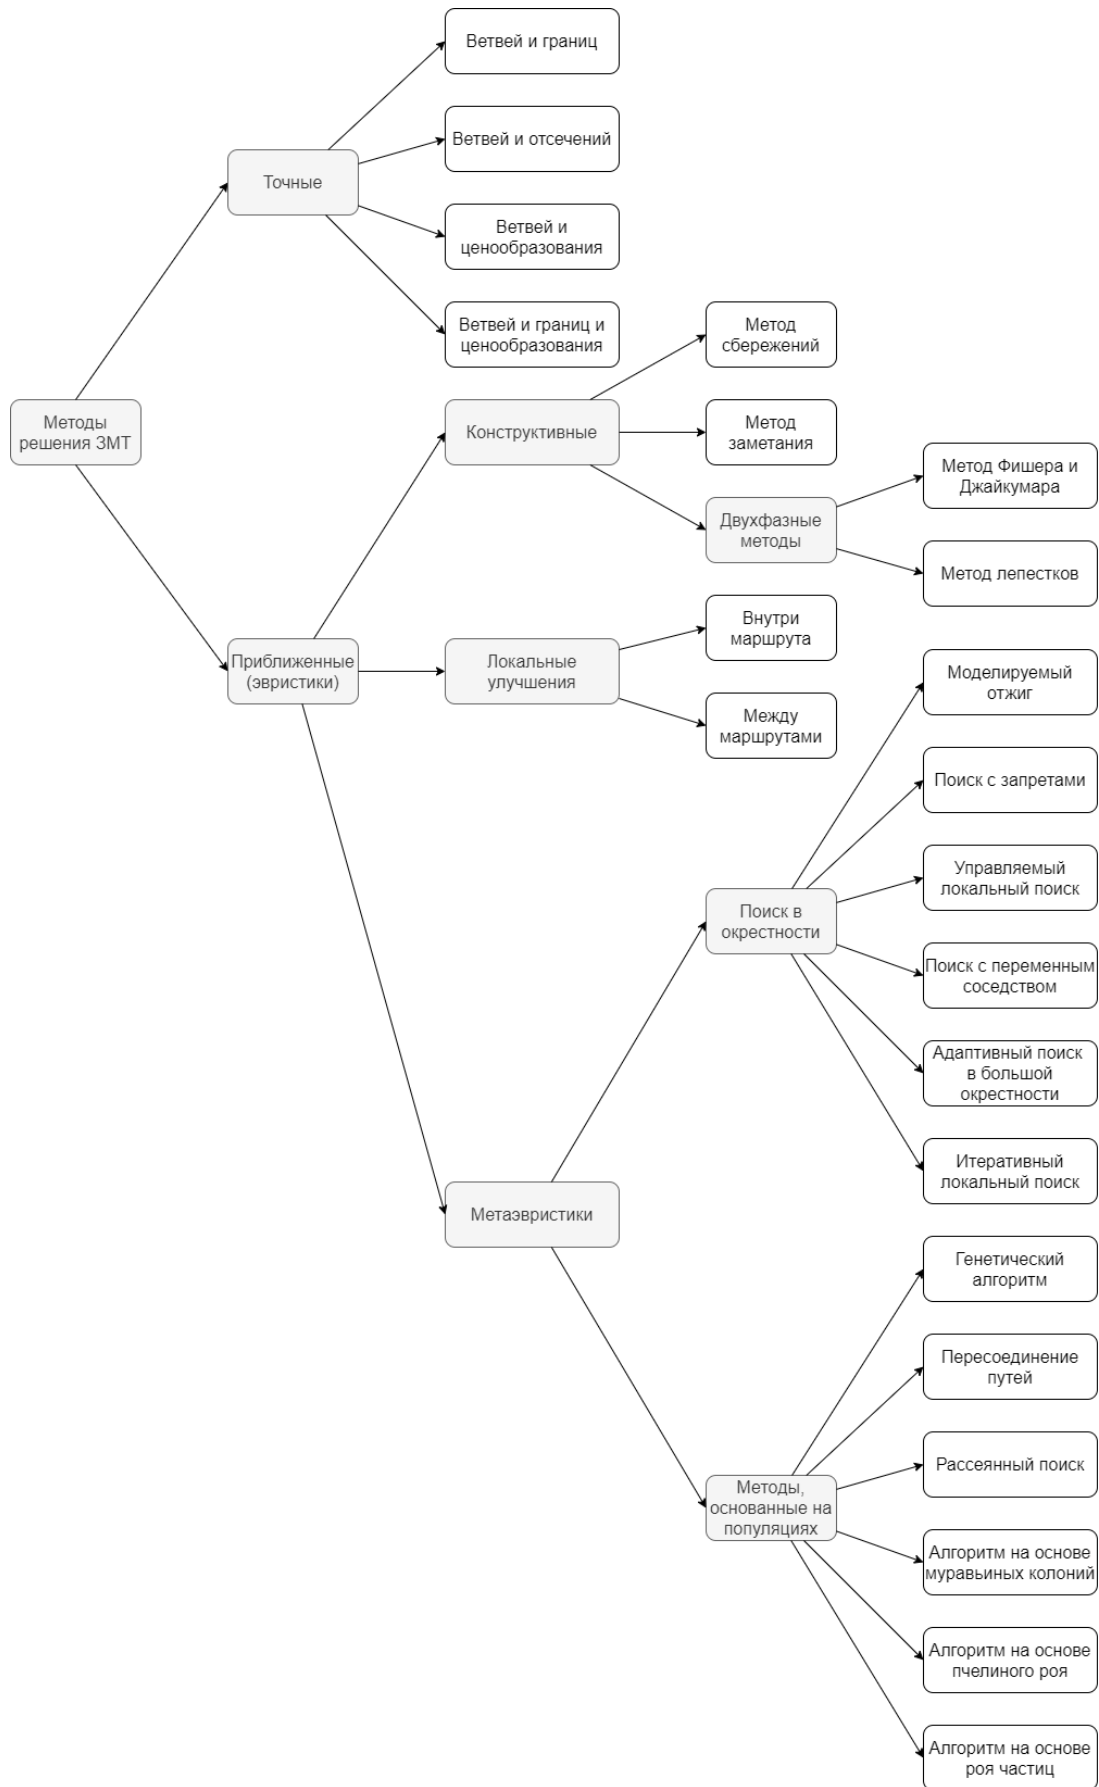 Ветвей и границ
Ветвей и отсечений
Точные
Ветвей и
ценообразования
Ветвей и границ и
ценообразования
Метод
сбережений
Методы
решения ЗМТ
Конструктивные
Метод
заметания
Метод Фишера и
Джайкумара
Двухфазные
методы
Метод лепестков
Внутри
маршрута
Приближенные
(эвристики)
Локальные
улучшения
Моделируемый
отжиг
Между
маршрутами
Поиск с запретами
Управляемый
локальный поиск
Поиск в
окрестности
Поиск с переменным
соседством
Адаптивный поиск
в большой
окрестности
Итеративный
локальный поиск
Метаэвристики
Генетический
алгоритм
Пересоединение
путей
Рассеянный поиск
Методы,
основанные на
популяциях
Алгоритм на основе
муравьиных колоний
Алгоритм на основе
пчелиного роя
Алгоритм на основе
роя частиц